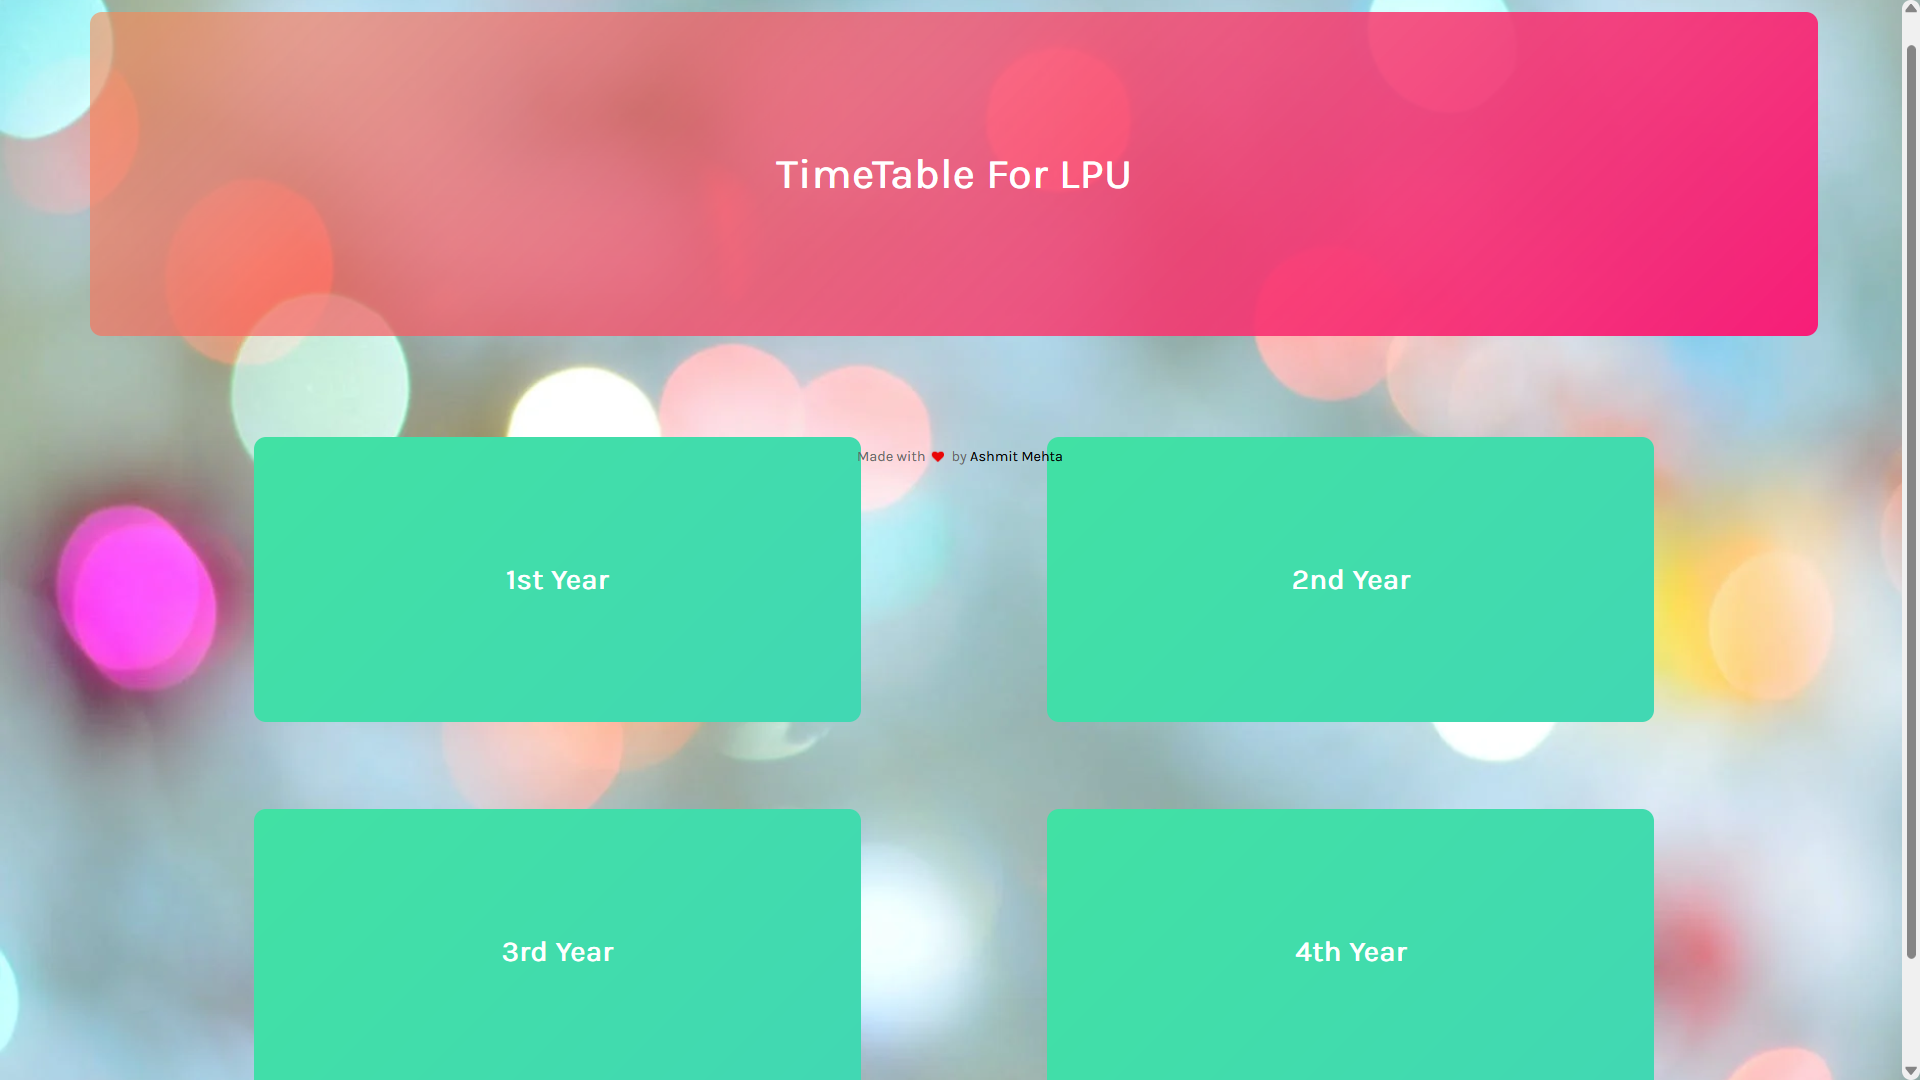 TimeTable For LPU
Made with ❤ by Ashmit Mehta
1st Year
2nd Year
3rd Year
4th Year